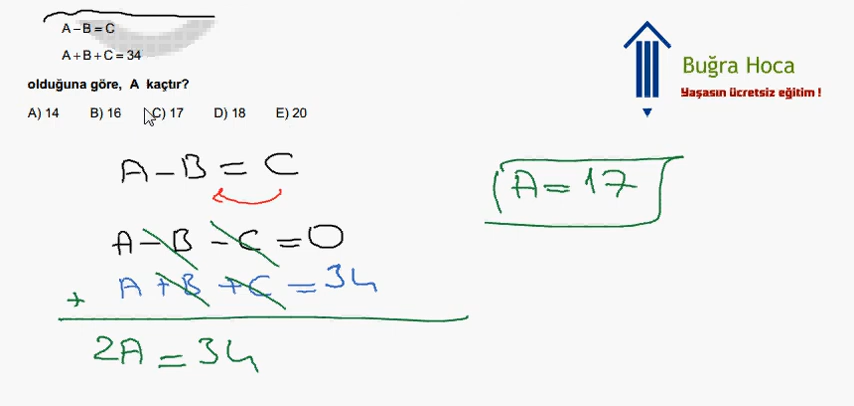 A−B=C
A+B+C=34
olduğuna göre, A kaçtır?
A) 14 B) 16 C) 17 D) 18 E) 20
Buğra Hoca
Yaşasın ücretsiz eğitim !
A−B=C
A−B−C=0
+ A+B+C=34
2A=34
A=17